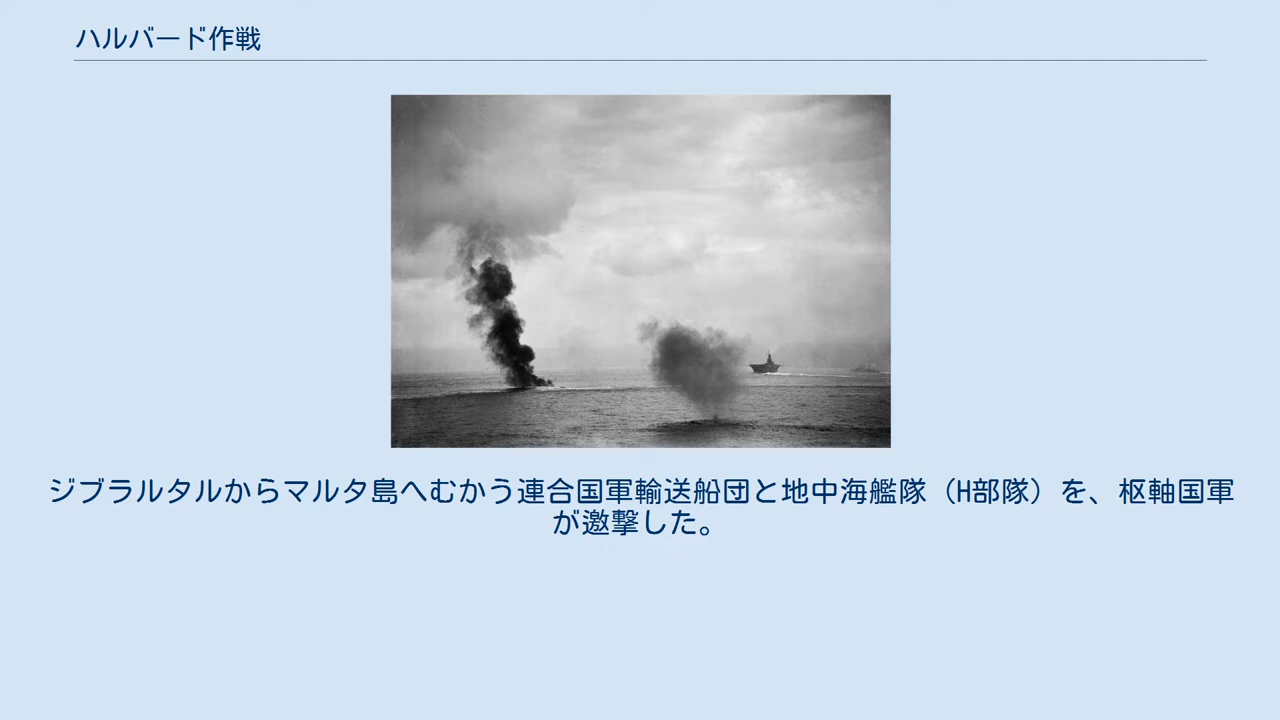 ハルバード作戦
ジブラルタルからマルタ島へむかう連合国軍輸送船団と地中海艦隊（H部隊）を、枢軸国軍
が邀撃した。